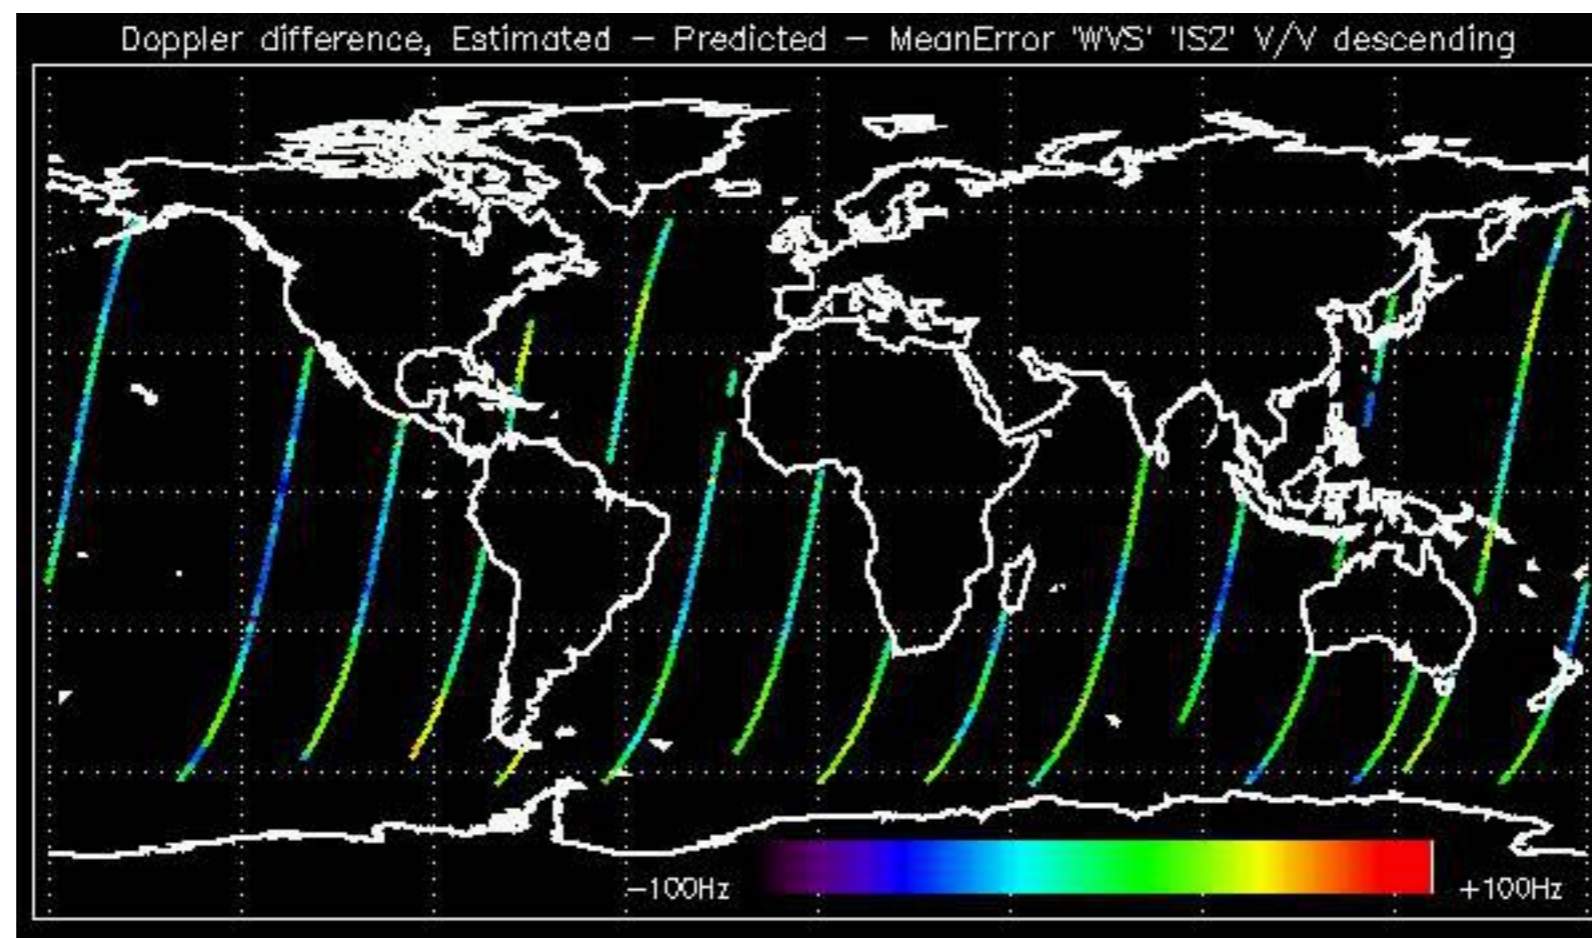 Doppler difference, Estimated — Predicted — MeanError 'WVS' 'IS2' V/V descending
−100Hz
+100Hz